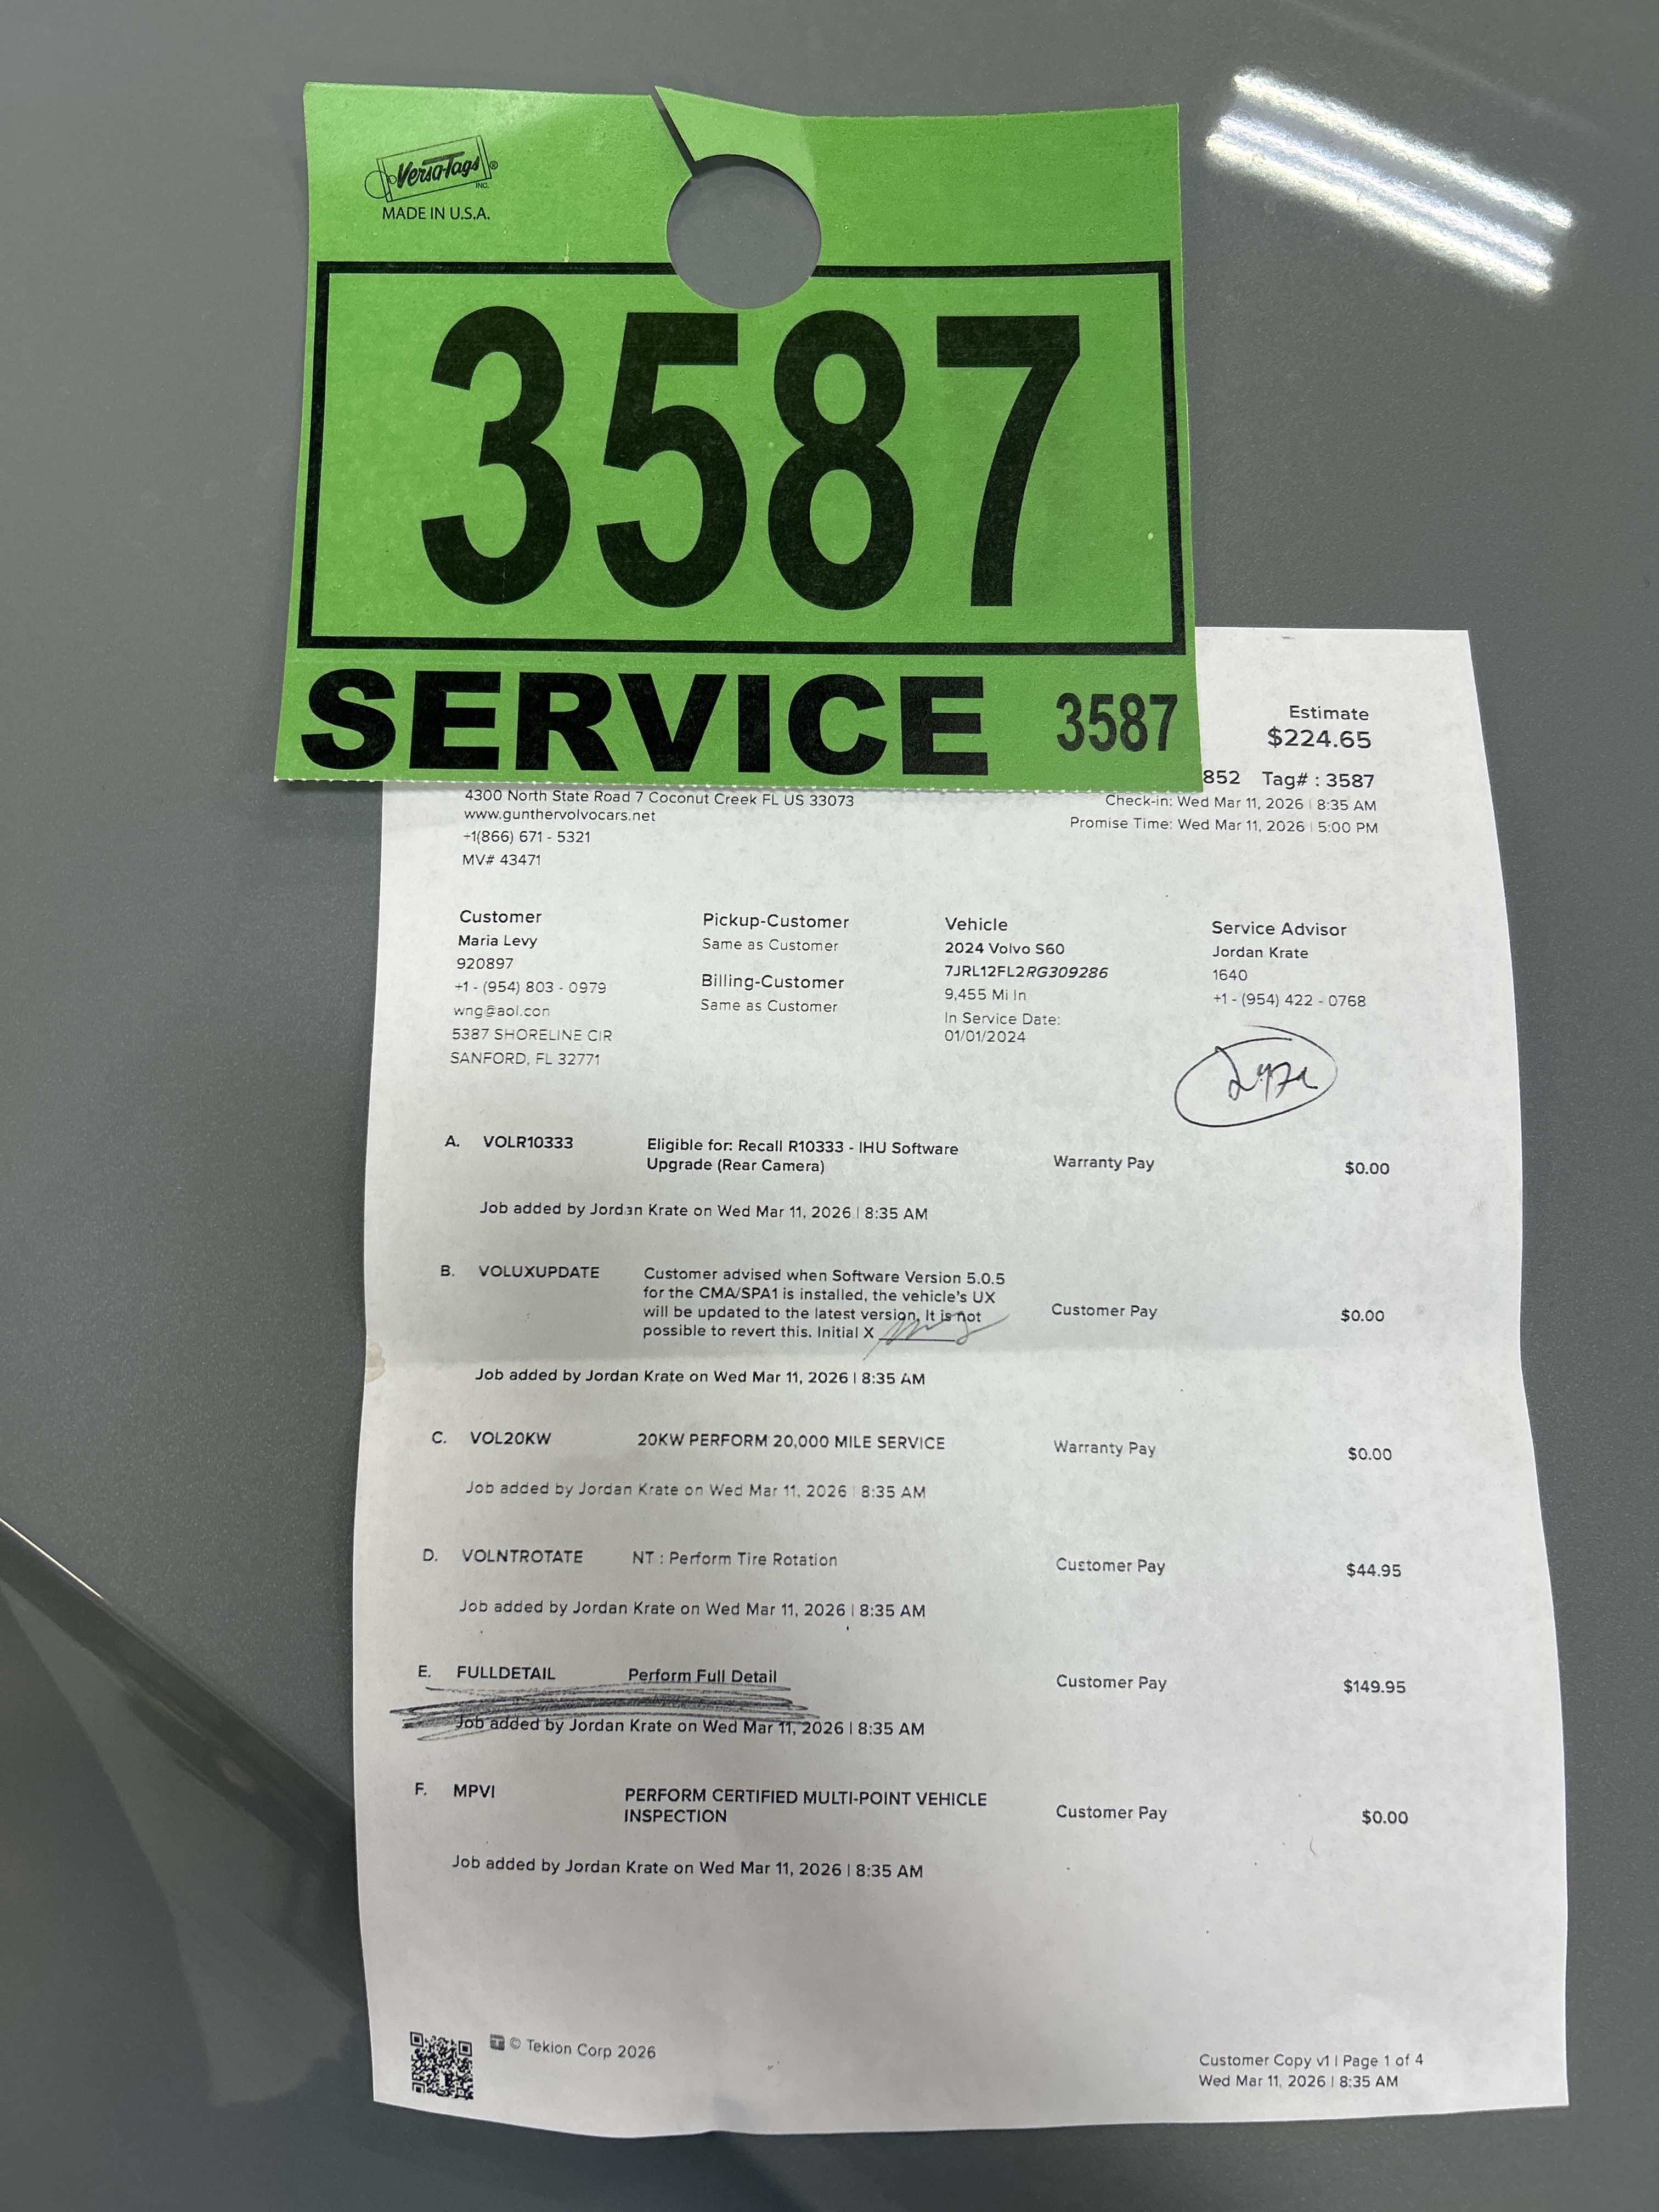 Versa-Tags®
INC.
MADE IN U.S.A.
3587
SERVICE 3587
Estimate
$224.65
852 Tag# : 3587
Check-in: Wed Mar 11, 2026 | 8:35 AM
Promise Time: Wed Mar 11, 2026 | 5:00 PM
4300 North State Road 7 Coconut Creek FL US 33073
www.gunthervolvocars.net
+1(866) 671 - 5321
MV# 43471
Customer
Maria Levy
920897
+1 - (954) 803 - 0979
wng@aol.con
5387 SHORELINE CIR
SANFORD, FL 32771
Pickup-Customer
Same as Customer
Billing-Customer
Same as Customer
Vehicle
2024 Volvo S60
7JRL12FL2RG309286
9,455 Mi In
In Service Date:
01/01/2024
Service Advisor
Jordan Krate
1640
+1 - (954) 422 - 0768
A. VOLR10333 Eligible for: Recall R10333 - IHU Software Warranty Pay $0.00
Upgrade (Rear Camera)
Job added by Jordan Krate on Wed Mar 11, 2026 | 8:35 AM
B. VOLUXUPDATE Customer advised when Software Version 5.0.5 Customer Pay $0.00
for the CMA/SPA1 is installed, the vehicle's UX
will be updated to the latest version. It is not
possible to revert this. Initial X
Job added by Jordan Krate on Wed Mar 11, 2026 | 8:35 AM
C. VOL20KW 20KW PERFORM 20,000 MILE SERVICE Warranty Pay $0.00
Job added by Jordan Krate on Wed Mar 11, 2026 | 8:35 AM
D. VOLNTROTATE NT : Perform Tire Rotation Customer Pay $44.95
Job added by Jordan Krate on Wed Mar 11, 2026 | 8:35 AM
E. FULLDETAIL Perform Full Detail Customer Pay $149.95
Job added by Jordan Krate on Wed Mar 11, 2026 | 8:35 AM
F. MPVI PERFORM CERTIFIED MULTI-POINT VEHICLE Customer Pay $0.00
INSPECTION
Job added by Jordan Krate on Wed Mar 11, 2026 | 8:35 AM
© Tekion Corp 2026
Customer Copy v1 | Page 1 of 4
Wed Mar 11, 2026 | 8:35 AM